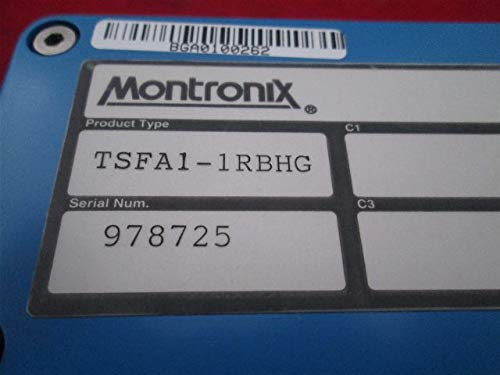 BGA0100262
Montronix ®
Product Type
C1
TSFA1-1RBHG
Serial Num.
C3
978725